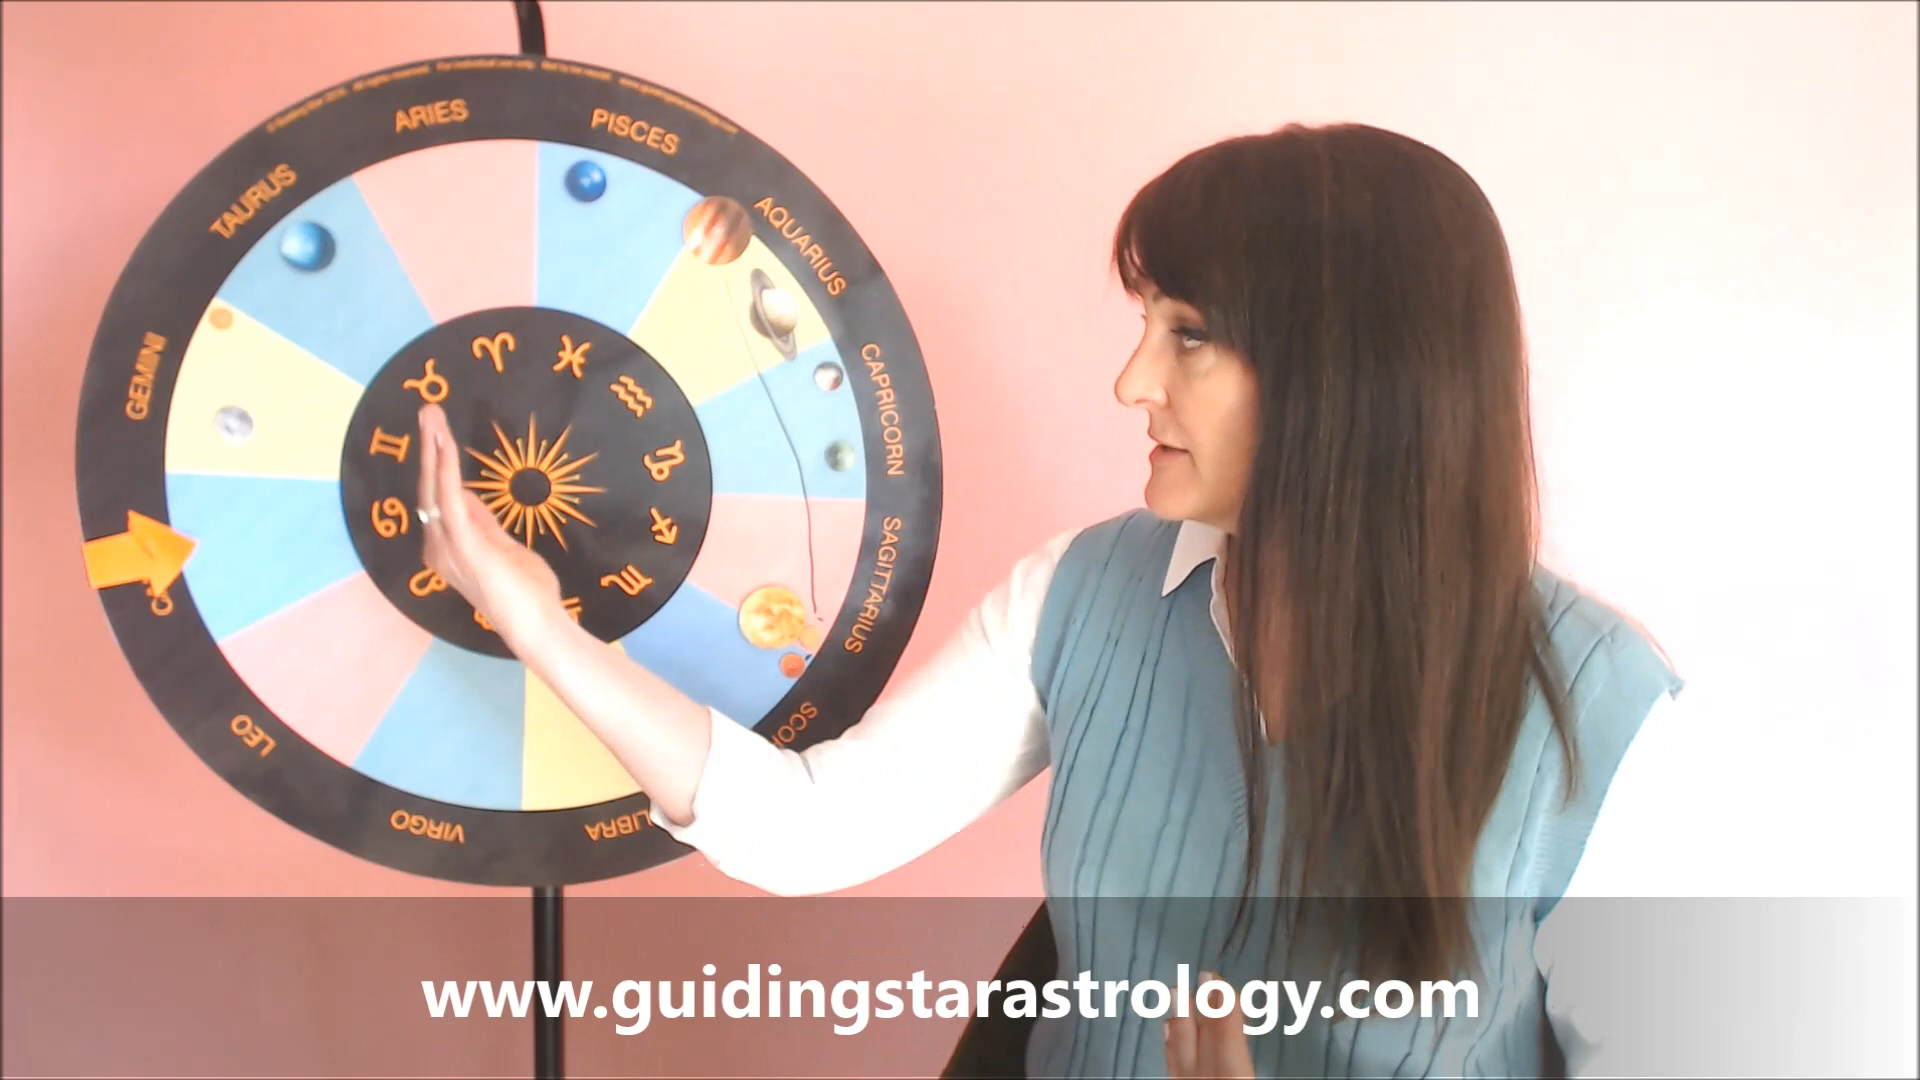 ARIES
PISCES
TAURUS
AQUARIUS
GEMINI
CAPRICORN
SAGITTARIUS
LEO
VIRGO
LIBRA
www.guidingstarastrology.com